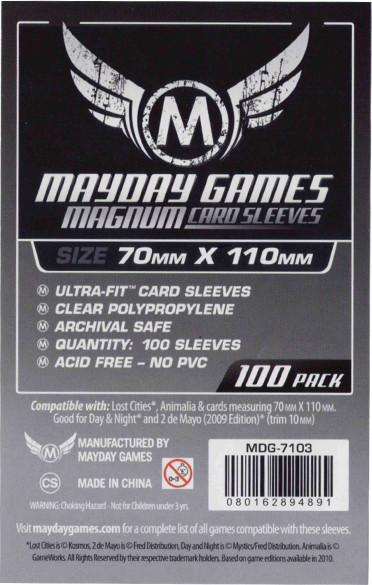 M
MAYDAY GAMES
MAGNUM CARD SLEEVES
SIZE 70MM X 110MM
M ULTRA-FIT™ CARD SLEEVES
M CLEAR POLYPROPYLENE
M ARCHIVAL SAFE
M QUANTITY: 100 SLEEVES
M ACID FREE – NO PVC
100 PACK
Compatible with: Lost Cities*, Animalia & cards measuring 70 MM X 110 MM.
Good for Day & Night* and 2 de Mayo (2009 Edition)* (trim 10 MM)
M MANUFACTURED BY
MAYDAY GAMES
CS MADE IN CHINA
0-3
WARNING: Choking Hazard - Not for Children under 3 yrs.
MDG-7103
080162894891
Visit maydaygames.com for a complete list of all games compatible with these sleeves.
*Lost Cities is © Kosmos, 2 de Mayo is © Fred Distribution, Day and Night is © Mystics/Fred Distribution. Animalia is ©
GameWorks. All Rights Reserved by their respective trademark holders. Based on game editions available in 2010.